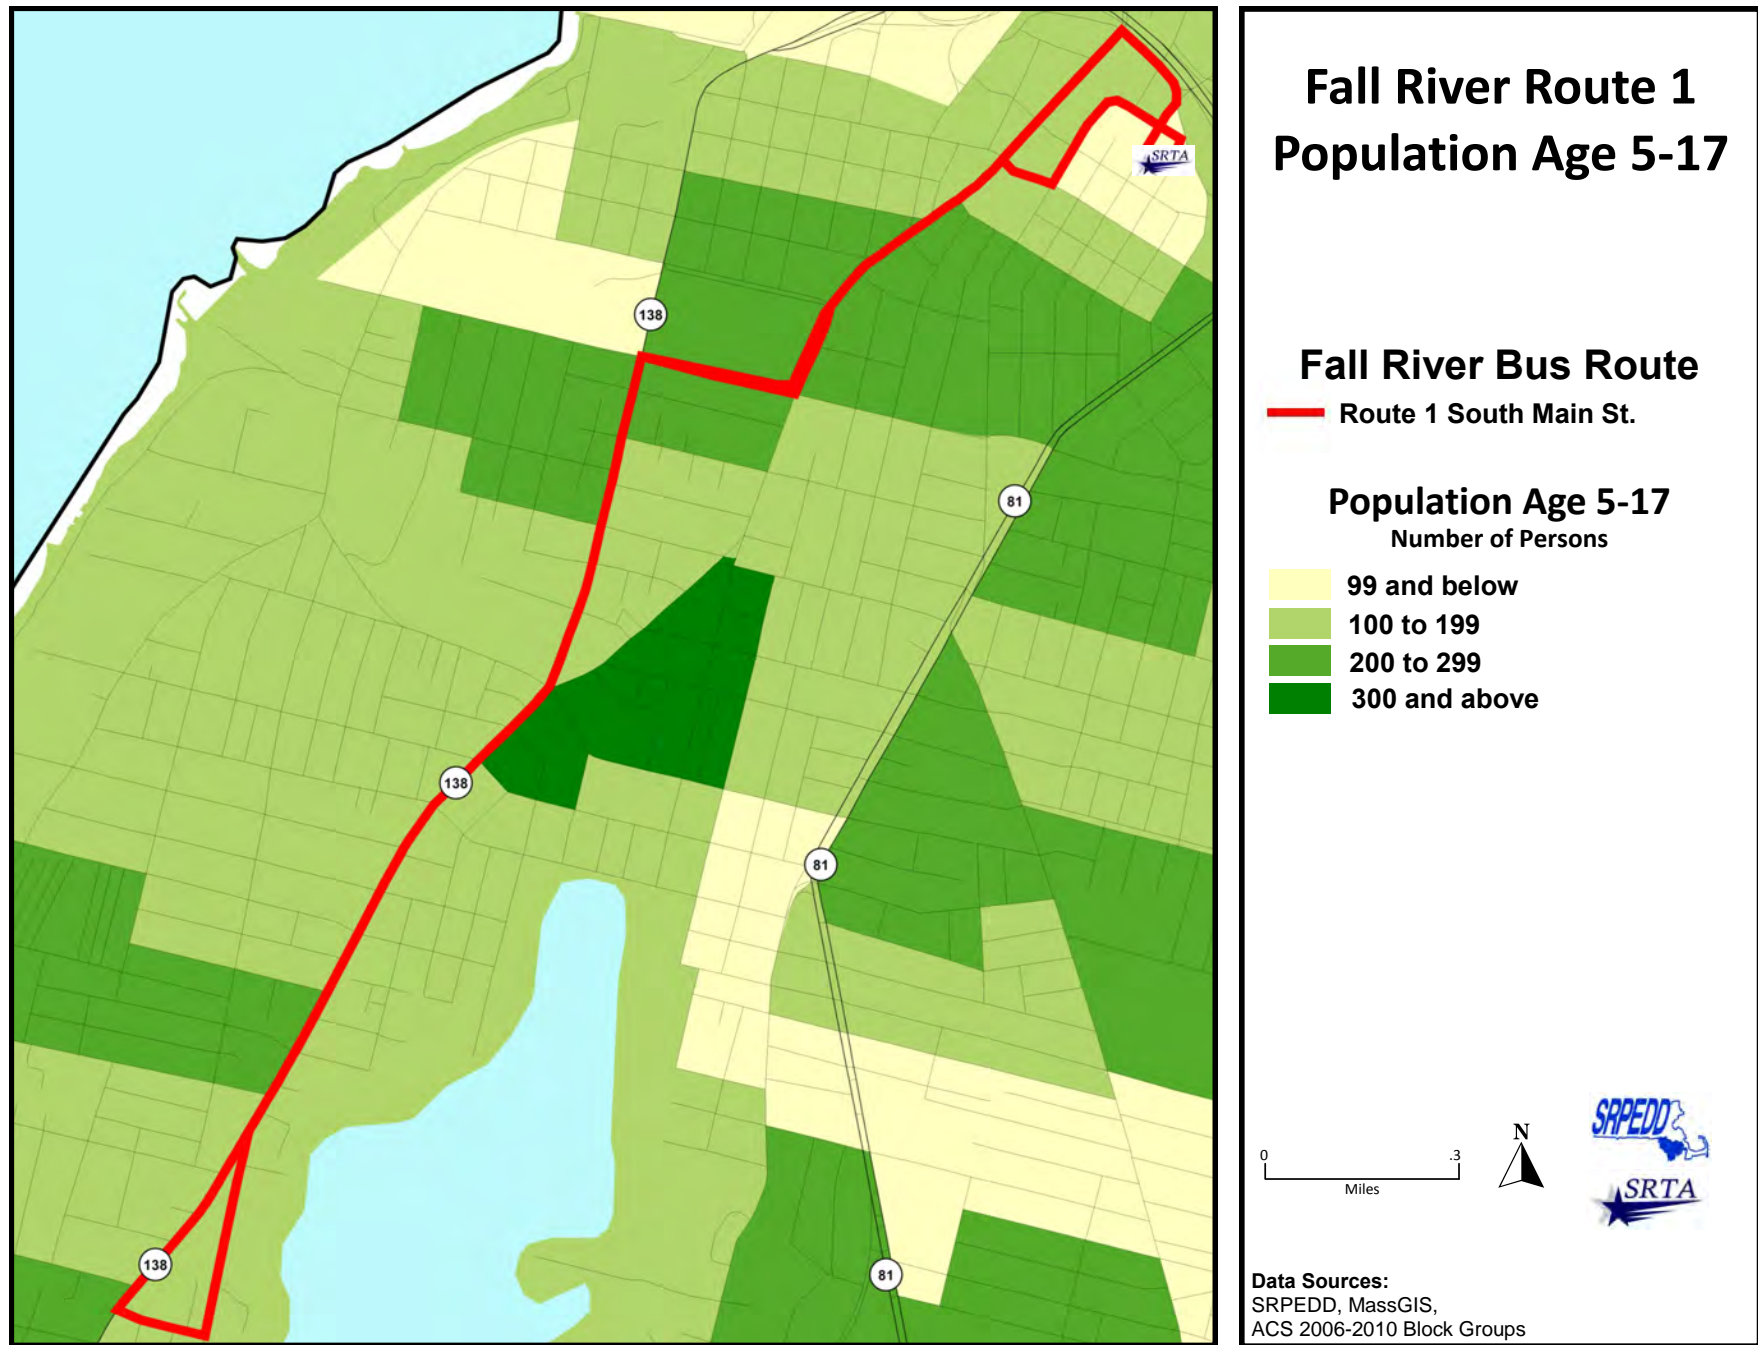 Fall River Route 1
Population Age 5-17
Fall River Bus Route
Route 1 South Main St.
Population Age 5-17
Number of Persons
99 and below
100 to 199
200 to 299
300 and above
0 .3
Miles
N
SRPEDD
SRTA
Data Sources:
SRPEDD, MassGIS,
ACS 2006-2010 Block Groups
SRTA
138
81
138
81
138
81